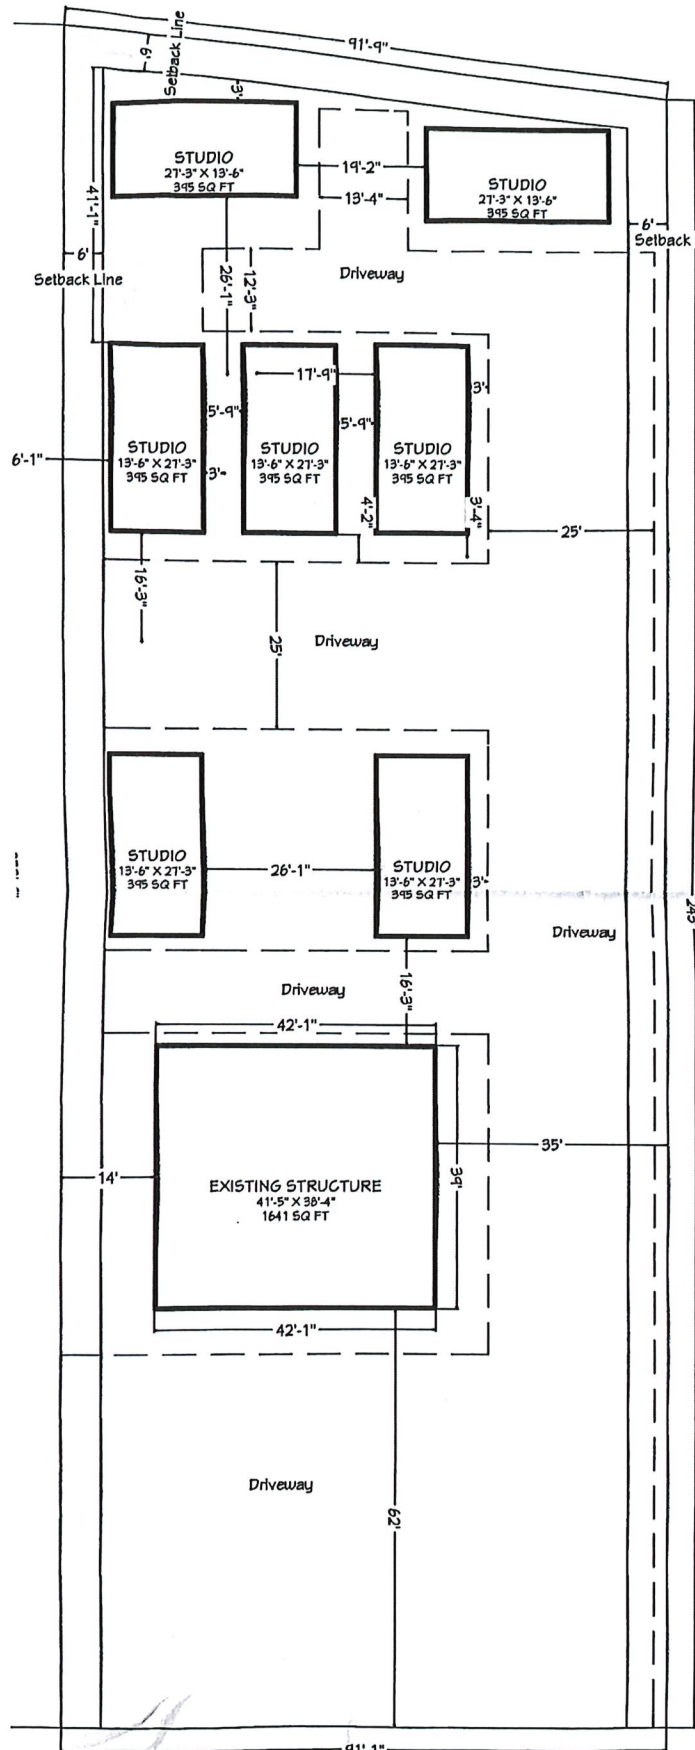 91'-9"
6'
Setback Line
3'
STUDIO
27'-3" X 13'-6"
395 SQ FT
19'-2"
13'-4"
STUDIO
27'-3" X 13'-6"
395 SQ FT
41'-1"
6'
Setback Line
6'
Setback
26'-1"
12'-3"
Driveway
17'-9"
3'
5'-9"
5'-9"
6'-1"
STUDIO
13'-6" X 27'-3"
395 SQ FT
3'
STUDIO
13'-6" X 27'-3"
395 SQ FT
STUDIO
13'-6" X 27'-3"
395 SQ FT
4'-2"
3'-4"
25'
16'-3"
25'
Driveway
STUDIO
13'-6" X 27'-3"
395 SQ FT
26'-1"
STUDIO
13'-6" X 27'-3"
395 SQ FT
3'
Driveway
Driveway
16'-3"
42'-1"
35'
14'
39'
EXISTING STRUCTURE
41'-5" X 38'-4"
1641 SQ FT
42'-1"
Driveway
62'
91'-1"